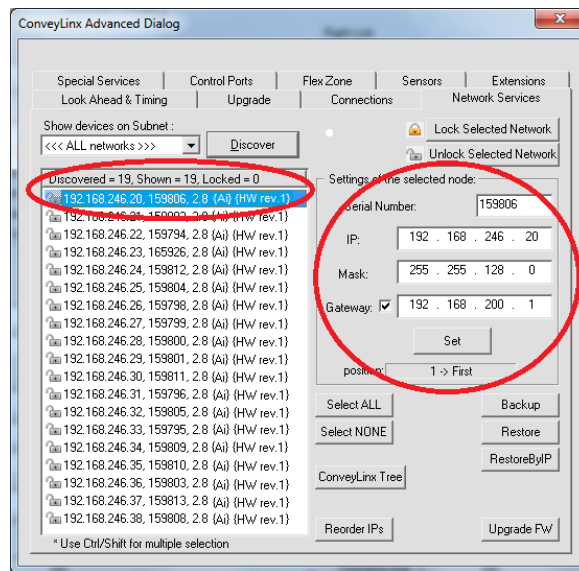 ConveyLinx Advanced Dialog
Special Services Control Ports Flex Zone Sensors Extensions
Look Ahead & Timing Upgrade Connections Network Services
Show devices on Subnet :
<<< ALL networks >>> Discover
Lock Selected Network
Unlock Selected Network
Discovered = 19, Shown = 19, Locked = 0
192.168.246.20, 159806, 2.8 {Ai} {HW rev.1}
192.168.246.22, 159794, 2.8 {Ai} {HW rev.1}
192.168.246.23, 165926, 2.8 {Ai} {HW rev.1}
192.168.246.24, 159812, 2.8 {Ai} {HW rev.1}
192.168.246.25, 159804, 2.8 {Ai} {HW rev.1}
192.168.246.26, 159798, 2.8 {Ai} {HW rev.1}
192.168.246.27, 159799, 2.8 {Ai} {HW rev.1}
192.168.246.28, 159800, 2.8 {Ai} {HW rev.1}
192.168.246.29, 159801, 2.8 {Ai} {HW rev.1}
192.168.246.30, 159811, 2.8 {Ai} {HW rev.1}
192.168.246.31, 159796, 2.8 {Ai} {HW rev.1}
192.168.246.32, 159805, 2.8 {Ai} {HW rev.1}
192.168.246.33, 159795, 2.8 {Ai} {HW rev.1}
192.168.246.34, 159809, 2.8 {Ai} {HW rev.1}
192.168.246.35, 159810, 2.8 {Ai} {HW rev.1}
192.168.246.36, 159803, 2.8 {Ai} {HW rev.1}
192.168.246.37, 159813, 2.8 {Ai} {HW rev.1}
192.168.246.38, 159808, 2.8 {Ai} {HW rev.1}
* Use Ctrl/Shift for multiple selection
Settings of the selected node:
Serial Number: 159806
IP: 192 . 168 . 246 . 20
Mask: 255 . 255 . 128 . 0
Gateway: 192 . 168 . 200 . 1
Set
position: 1 -> First
Select ALL Backup
Select NONE Restore
RestoreByIP
ConveyLinx Tree
Reorder IPs Upgrade FW